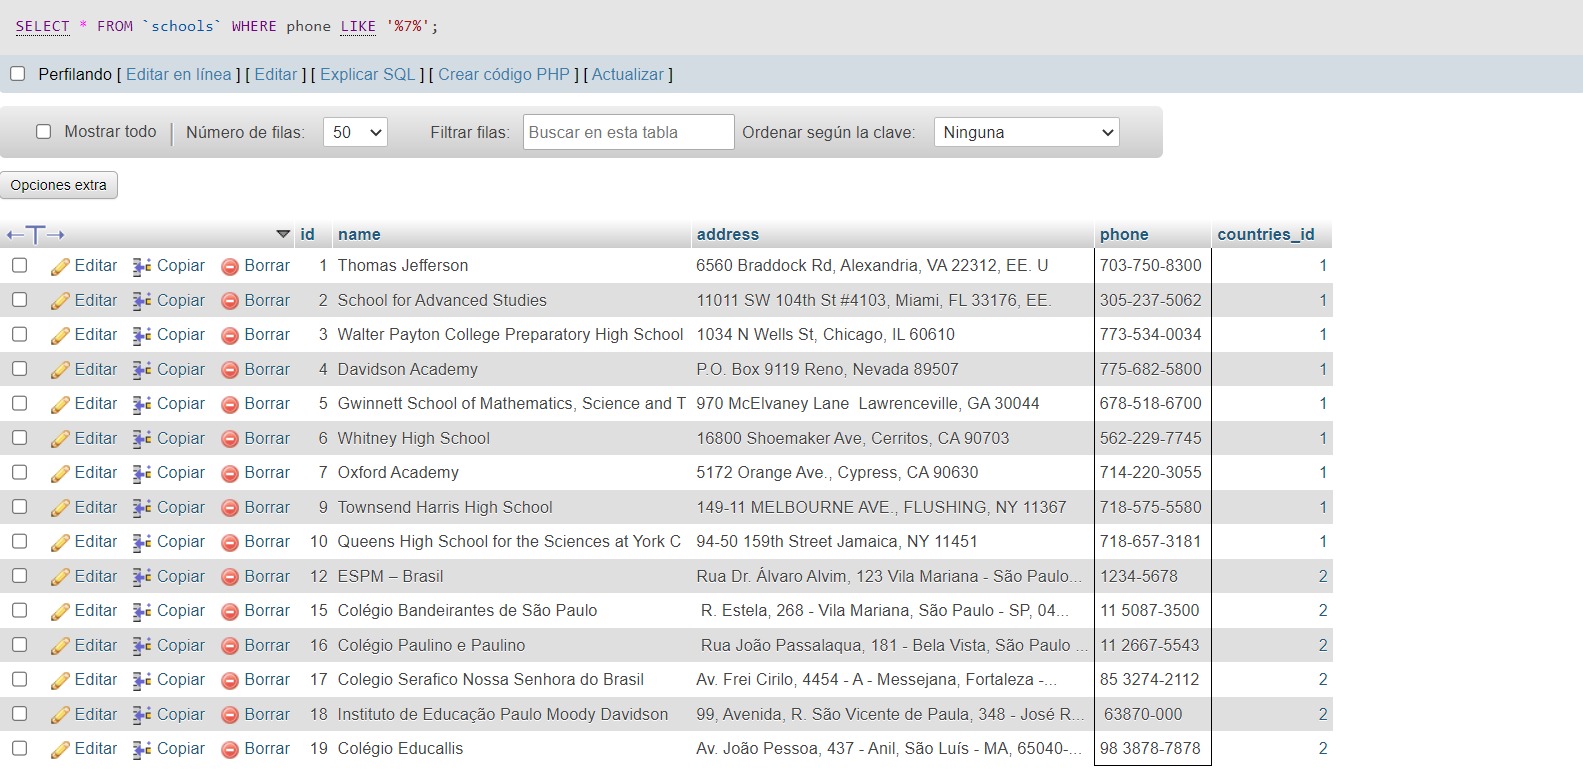 SELECT * FROM `schools` WHERE phone LIKE '%7%';
Perfilando [ Editar en línea ] [ Editar ] [ Explicar SQL ] [ Crear código PHP ] [ Actualizar ]
Mostrar todo Número de filas: 50 Filtrar filas: Buscar en esta tabla Ordenar según la clave: Ninguna
Opciones extra
id name address phone countries_id
Editar Copiar Borrar 1 Thomas Jefferson 6560 Braddock Rd, Alexandria, VA 22312, EE. U 703-750-8300 1
Editar Copiar Borrar 2 School for Advanced Studies 11011 SW 104th St #4103, Miami, FL 33176, EE. 305-237-5062 1
Editar Copiar Borrar 3 Walter Payton College Preparatory High School 1034 N Wells St, Chicago, IL 60610 773-534-0034 1
Editar Copiar Borrar 4 Davidson Academy P.O. Box 9119 Reno, Nevada 89507 775-682-5800 1
Editar Copiar Borrar 5 Gwinnett School of Mathematics, Science and T 970 McElvaney Lane  Lawrenceville, GA 30044 678-518-6700 1
Editar Copiar Borrar 6 Whitney High School 16800 Shoemaker Ave, Cerritos, CA 90703 562-229-7745 1
Editar Copiar Borrar 7 Oxford Academy 5172 Orange Ave., Cypress, CA 90630 714-220-3055 1
Editar Copiar Borrar 9 Townsend Harris High School 149-11 MELBOURNE AVE., FLUSHING, NY 11367 718-575-5580 1
Editar Copiar Borrar 10 Queens High School for the Sciences at York C 94-50 159th Street Jamaica, NY 11451 718-657-3181 1
Editar Copiar Borrar 12 ESPM – Brasil Rua Dr. Álvaro Alvim, 123 Vila Mariana - São Paulo... 1234-5678 2
Editar Copiar Borrar 15 Colégio Bandeirantes de São Paulo R. Estela, 268 - Vila Mariana, São Paulo - SP, 04... 11 5087-3500 2
Editar Copiar Borrar 16 Colégio Paulino e Paulino Rua João Passalaqua, 181 - Bela Vista, São Paulo ... 11 2667-5543 2
Editar Copiar Borrar 17 Colegio Serafico Nossa Senhora do Brasil Av. Frei Cirilo, 4454 - A - Messejana, Fortaleza -... 85 3274-2112 2
Editar Copiar Borrar 18 Instituto de Educação Paulo Moody Davidson 99, Avenida, R. São Vicente de Paula, 348 - José R... 63870-000 2
Editar Copiar Borrar 19 Colégio Educallis Av. João Pessoa, 437 - Anil, São Luís - MA, 65040-... 98 3878-7878 2